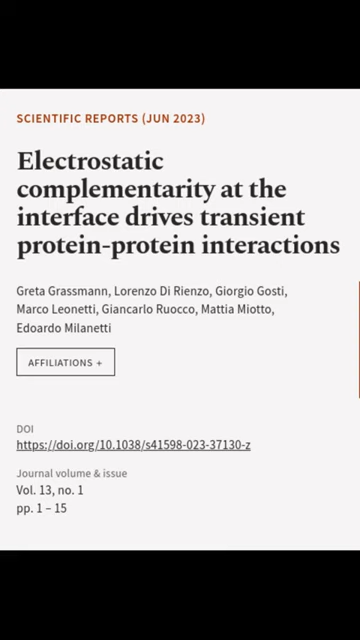 SCIENTIFIC REPORTS (JUN 2023)
Electrostatic
complementarity at the
interface drives transient
protein-protein interactions
Greta Grassmann, Lorenzo Di Rienzo, Giorgio Gosti,
Marco Leonetti, Giancarlo Ruocco, Mattia Miotto,
Edoardo Milanetti
AFFILIATIONS +
DOI
https://doi.org/10.1038/s41598-023-37130-z
Journal volume & issue
Vol. 13, no. 1
pp. 1 – 15